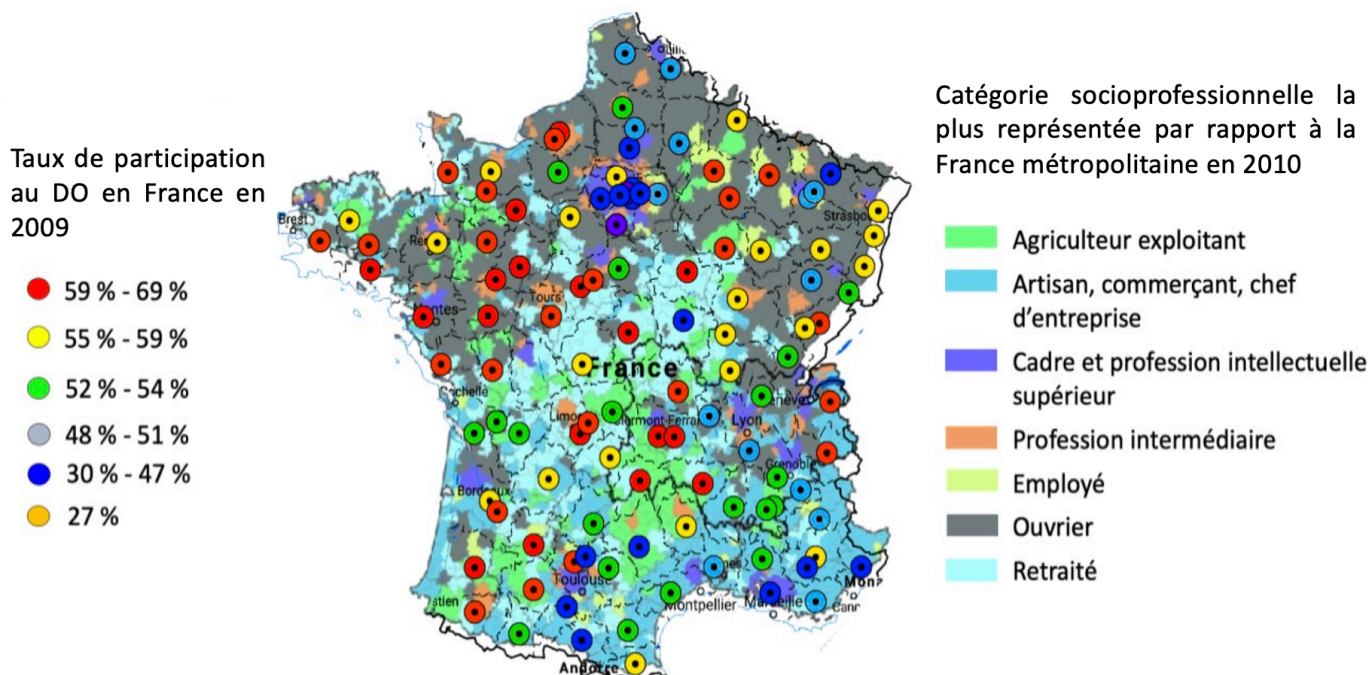 Taux de participation
au DO en France en
2009
59 % - 69 %
55 % - 59 %
52 % - 54 %
48 % - 51 %
30 % - 47 %
27 %
Brest
Strasbo
Tours
France
Lyon
Grenoble
Bordeaux
Toulouse
Montpellier
Marseille
Andorre
Catégorie socioprofessionnelle la
plus représentée par rapport à la
France métropolitaine en 2010
Agriculteur exploitant
Artisan, commerçant, chef
d’entreprise
Cadre et profession intellectuelle
supérieur
Profession intermédiaire
Employé
Ouvrier
Retraité